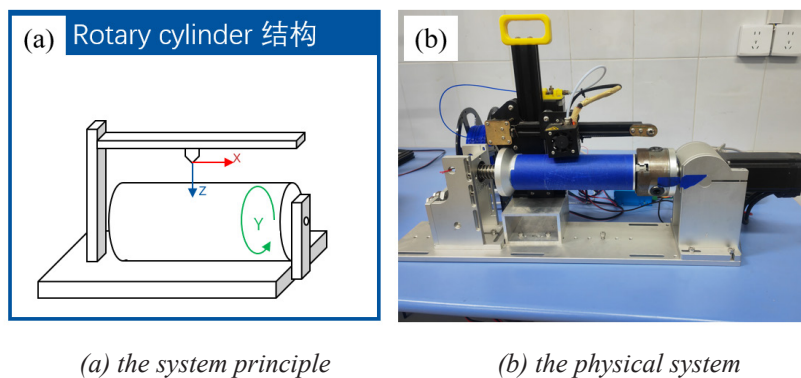 (a) Rotary cylinder 结构
X
Z
Y
(b)
(a) the system principle
(b) the physical system